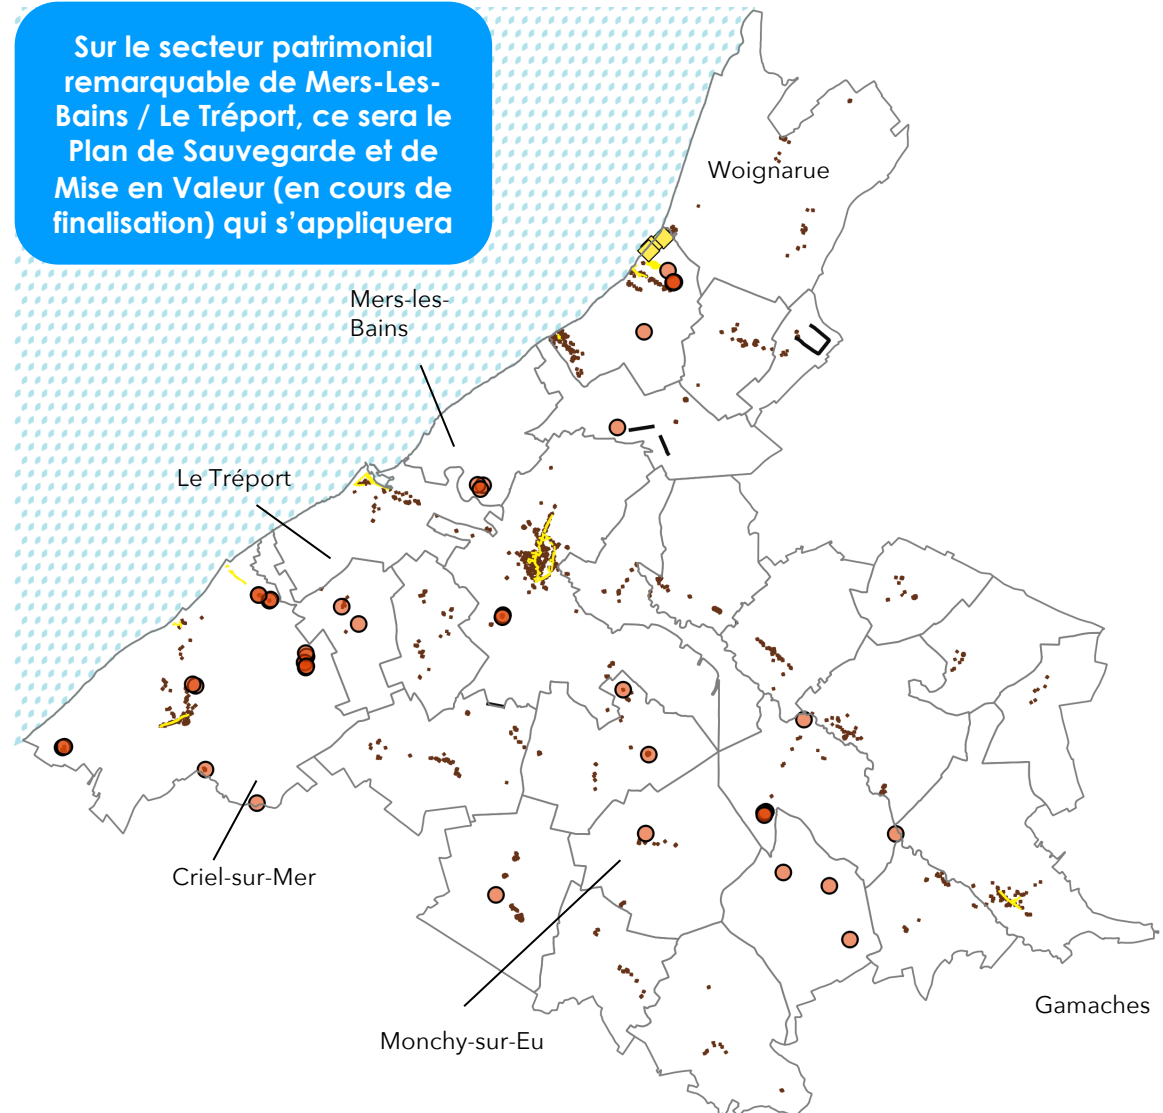 Sur le secteur patrimonial
remarquable de Mers-Les-
Bains / Le Tréport, ce sera le
Plan de Sauvegarde et de
Mise en Valeur (en cours de
finalisation) qui s’appliquera
Woignarue
Mers-les-
Bains
Le Tréport
Criel-sur-Mer
Gamaches
Monchy-sur-Eu